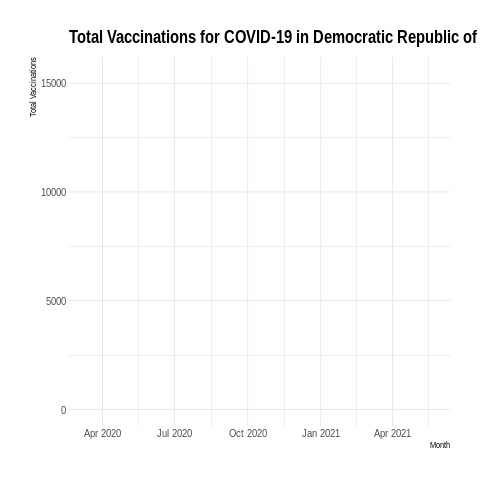 Total Vaccinations for COVID-19 in Democratic Republic of
Total Vaccinations
15000
10000
5000
0
Apr 2020 Jul 2020 Oct 2020 Jan 2021 Apr 2021
Month